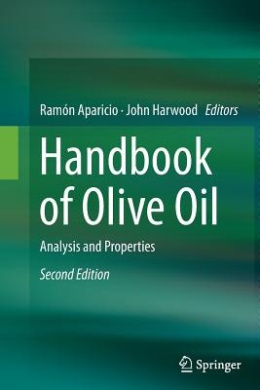 Ramón Aparicio · John Harwood Editors
Handbook
of Olive Oil
Analysis and Properties
Second Edition
Springer